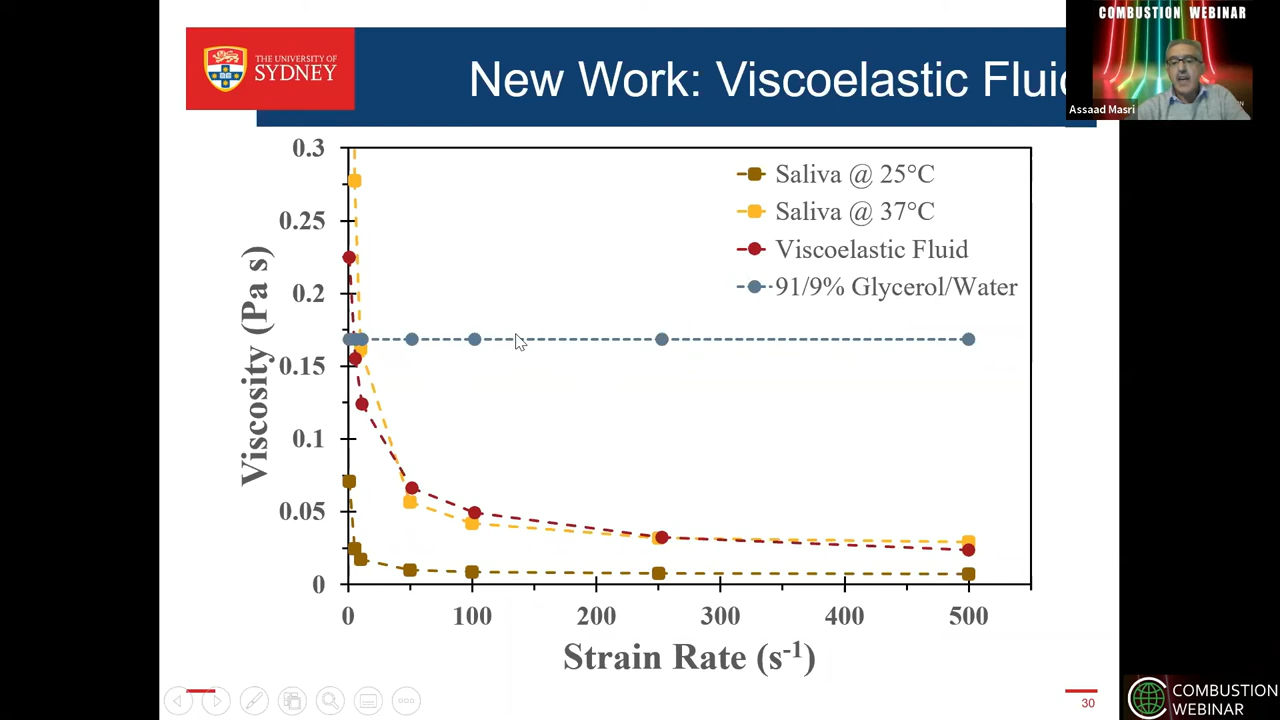 COMBUSTION WEBINAR
THE UNIVERSITY OF
SYDNEY
New Work: Viscoelastic Fluid
Assaad Masri
0.3
0.25
0.2
0.15
0.1
0.05
0
Viscosity (Pa s)
Saliva @ 25°C
Saliva @ 37°C
Viscoelastic Fluid
91/9% Glycerol/Water
0 100 200 300 400 500
Strain Rate (s⁻¹)
30
COMBUSTION
WEBINAR